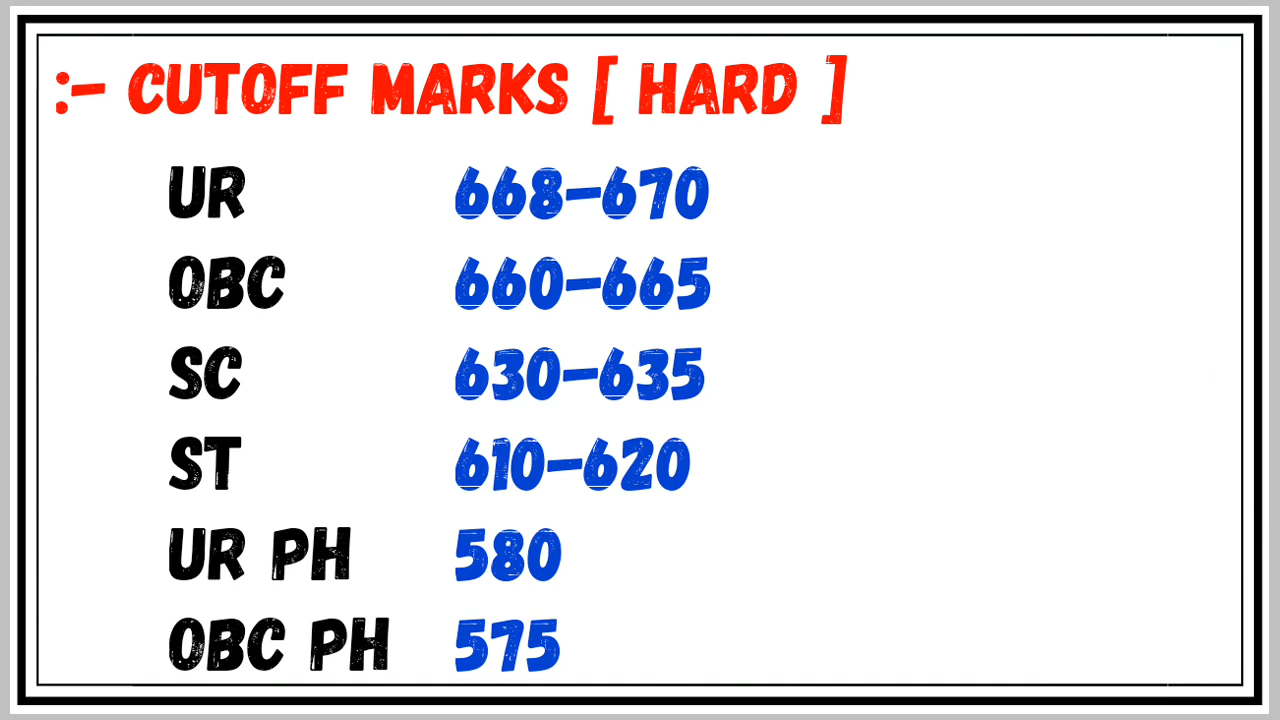 :- CUTOFF MARKS [ HARD ]
UR 668-670
OBC 660-665
SC 630-635
ST 610-620
UR PH 580
OBC PH 575